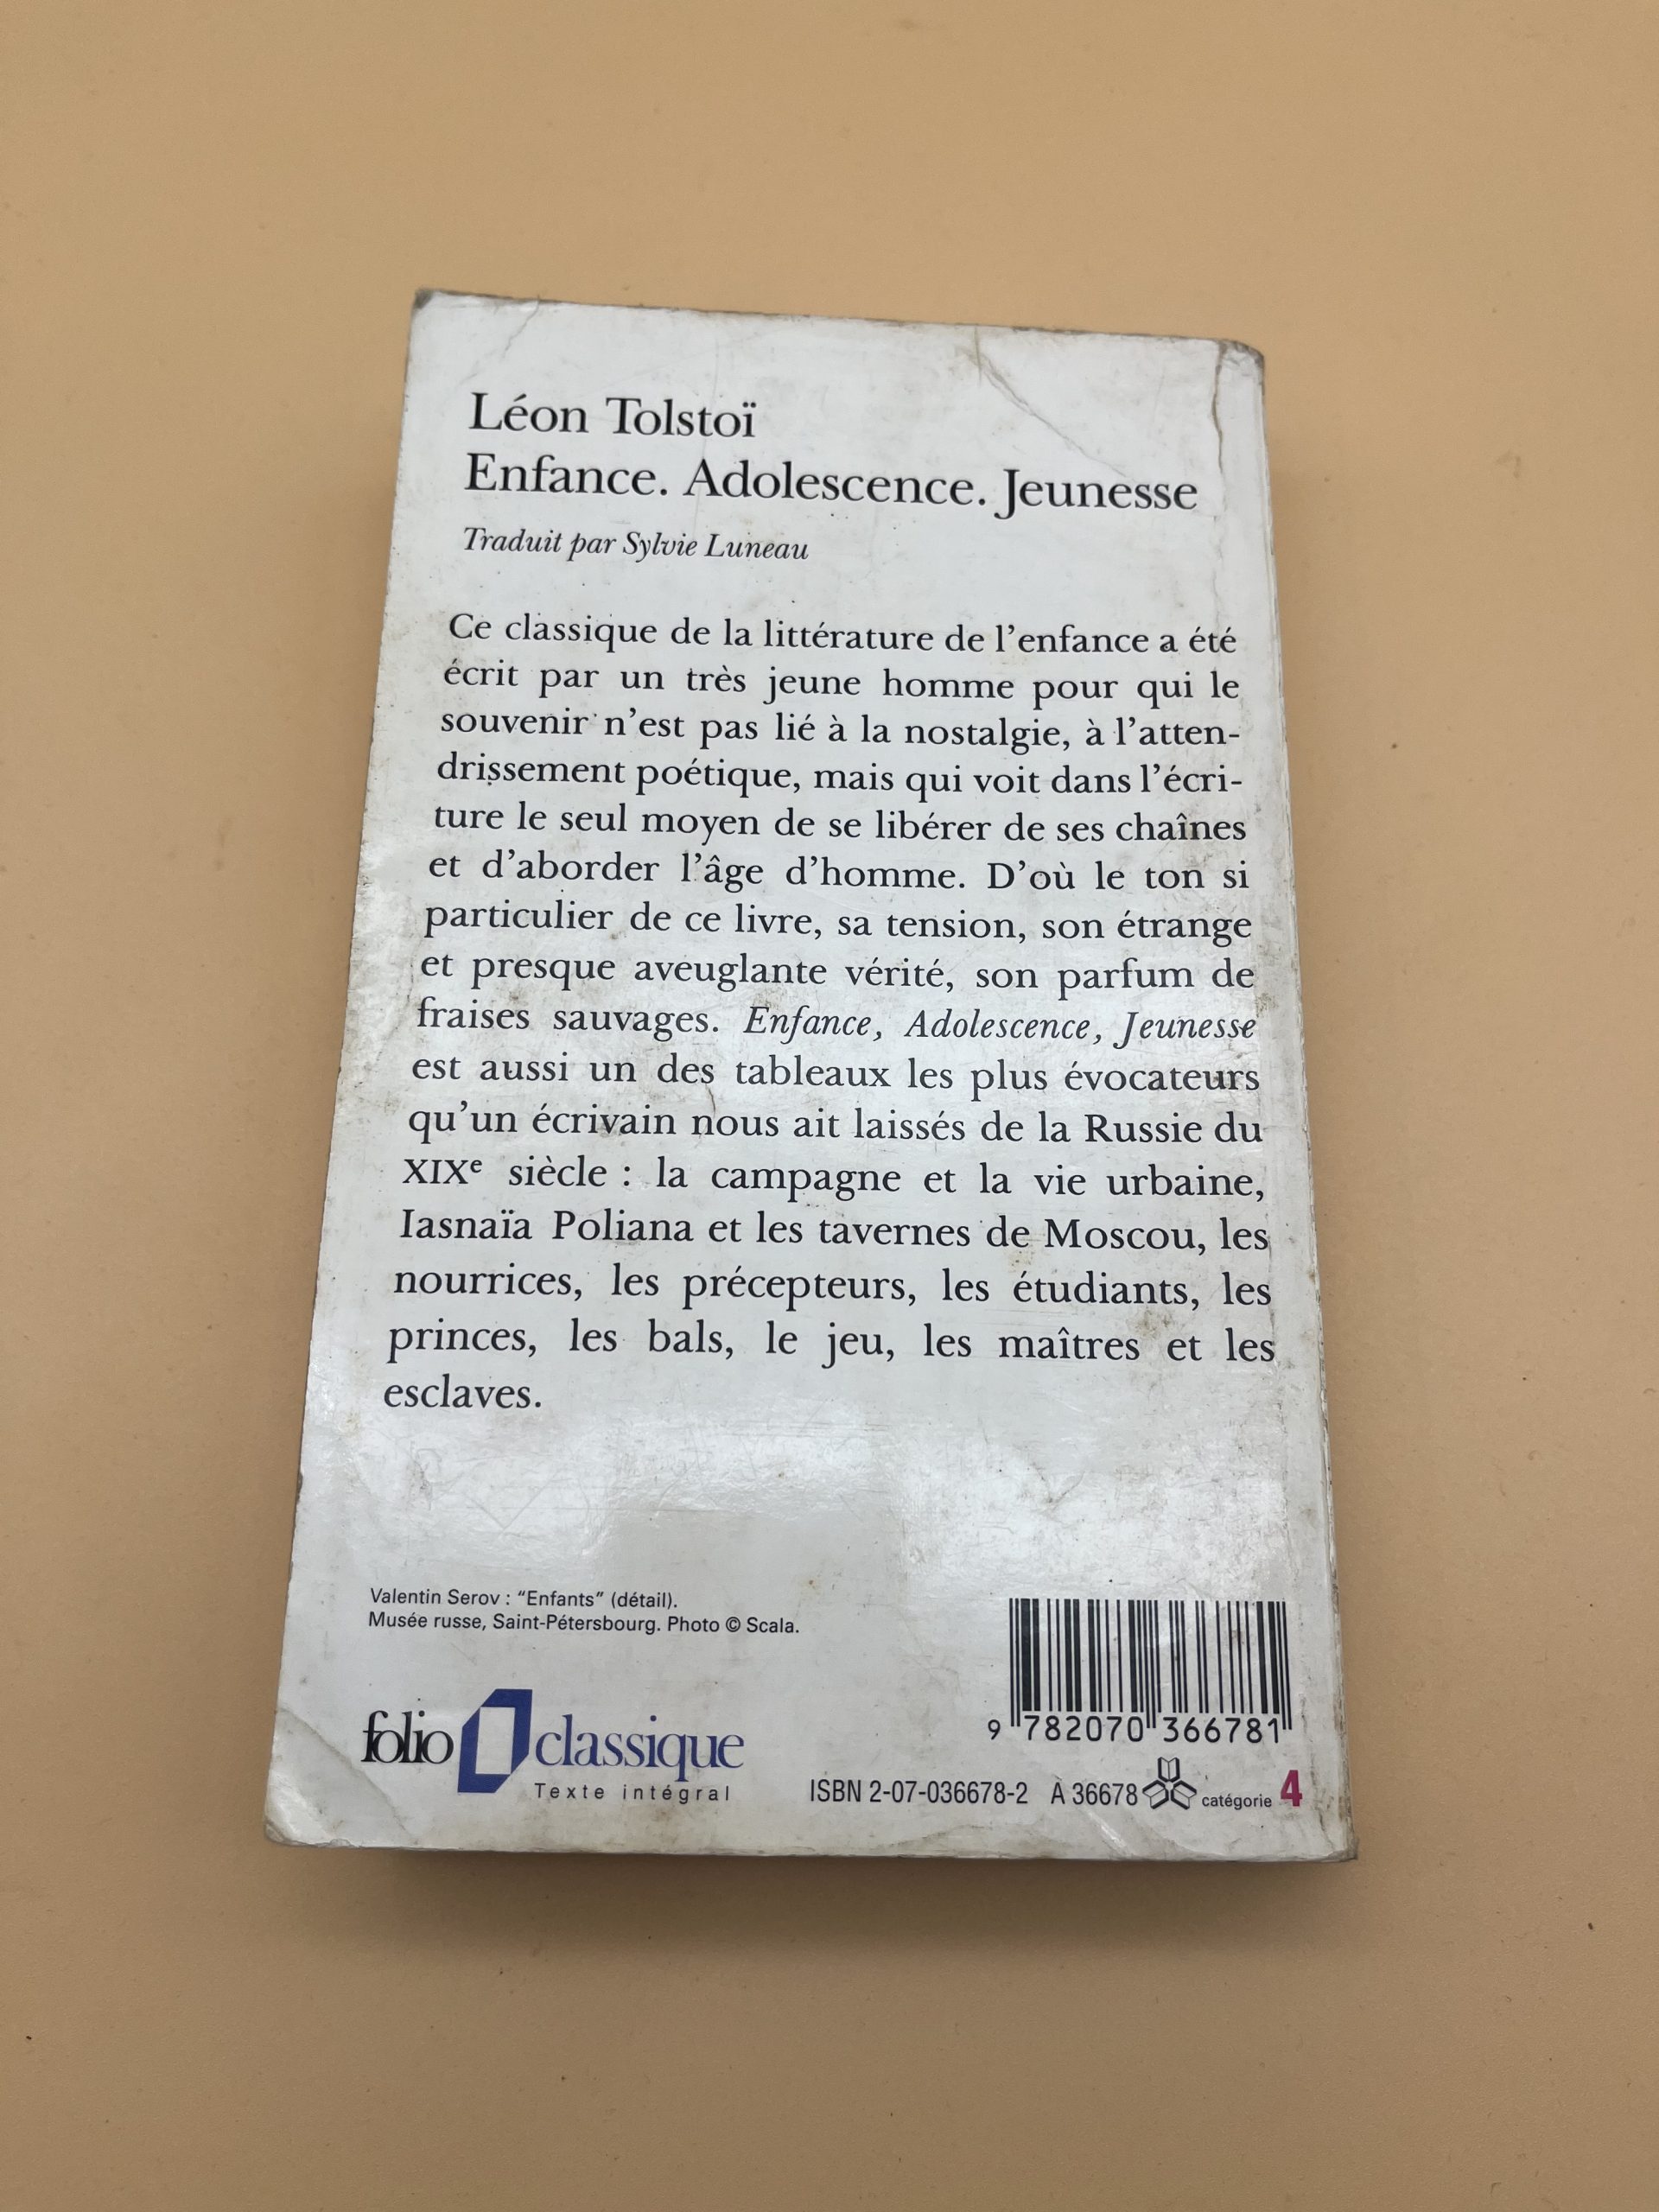 Léon Tolstoï
Enfance. Adolescence. Jeunesse
Traduit par Sylvie Luneau
Ce classique de la littérature de l'enfance a été
écrit par un très jeune homme pour qui le
souvenir n'est pas lié à la nostalgie, à l'atten-
drissement poétique, mais qui voit dans l'écri-
ture le seul moyen de se libérer de ses chaînes
et d'aborder l'âge d'homme. D'où le ton si
particulier de ce livre, sa tension, son étrange
et presque aveuglante vérité, son parfum de
fraises sauvages. Enfance, Adolescence, Jeunesse
est aussi un des tableaux les plus évocateurs
qu'un écrivain nous ait laissés de la Russie du
XIXe siècle : la campagne et la vie urbaine,
Iasnaïa Poliana et les tavernes de Moscou, les
nourrices, les précepteurs, les étudiants, les
princes, les bals, le jeu, les maîtres et les
esclaves.
Valentin Serov : "Enfants" (détail).
Musée russe, Saint-Pétersbourg. Photo © Scala.
folio classique
Texte intégral
9 782070 366781
ISBN 2-07-036678-2 A 36678 catégorie 4